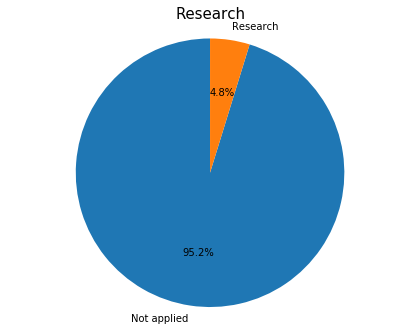 Research
Research
4.8%
95.2%
Not applied